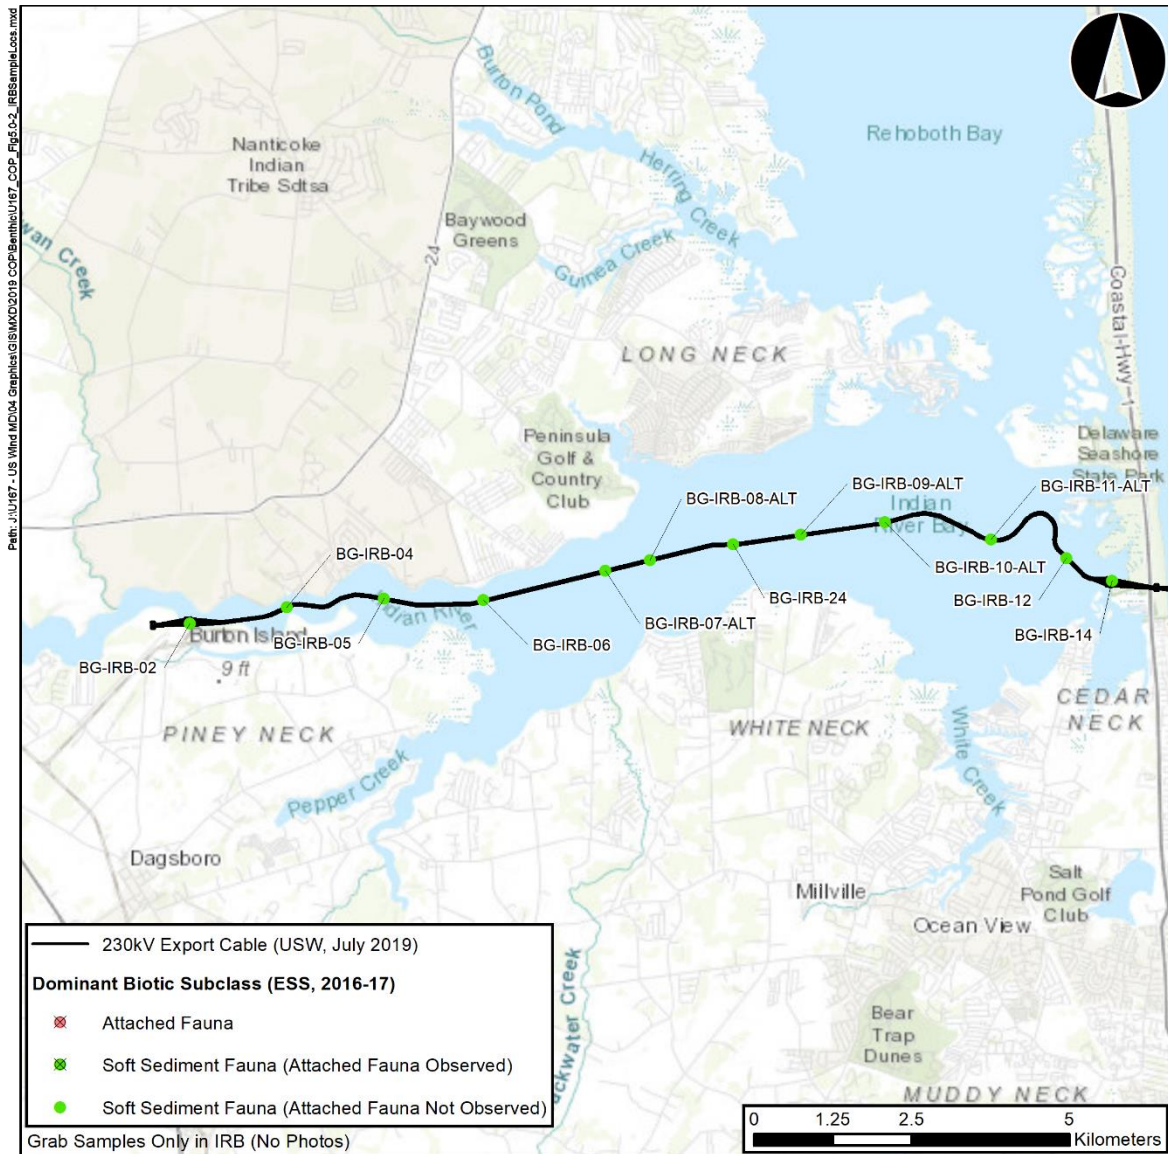 Path: J:\U167 - US Wind MD\04 Graphics\GIS\MXD\2019 COP\Benthic\U167_COP_Fig5.0-2_IRBSampleLocs.mxd
Burton Pond
Rehoboth Bay
Nanticoke
Indian
Tribe Sdtsa
Herring Creek
Baywood
Greens
24
Guinea Creek
wan Creek
Coastal-Hwy-1
LONG NECK
Peninsula
Golf &
Country
Club
Delaware
Seashore
State Park
BG-IRB-08-ALT
BG-IRB-09-ALT
BG-IRB-11-ALT
Indian
River Bay
BG-IRB-04
BG-IRB-10-ALT
Indian River
BG-IRB-24
BG-IRB-12
BG-IRB-07-ALT
BG-IRB-14
Burton Island
BG-IRB-05
BG-IRB-06
BG-IRB-02
9 ft
PINEY NECK
WHITE NECK
CEDAR
NECK
White Creek
Pepper Creek
Dagsboro
Millville
Salt
Pond Golf
Club
Ocean View
230kV Export Cable (USW, July 2019)
Dominant Biotic Subclass (ESS, 2016-17)
Attached Fauna
Soft Sediment Fauna (Attached Fauna Observed)
Soft Sediment Fauna (Attached Fauna Not Observed)
Grab Samples Only in IRB (No Photos)
ackwater Creek
Bear
Trap
Dunes
MUDDY NECK
0 1.25 2.5 5
Kilometers